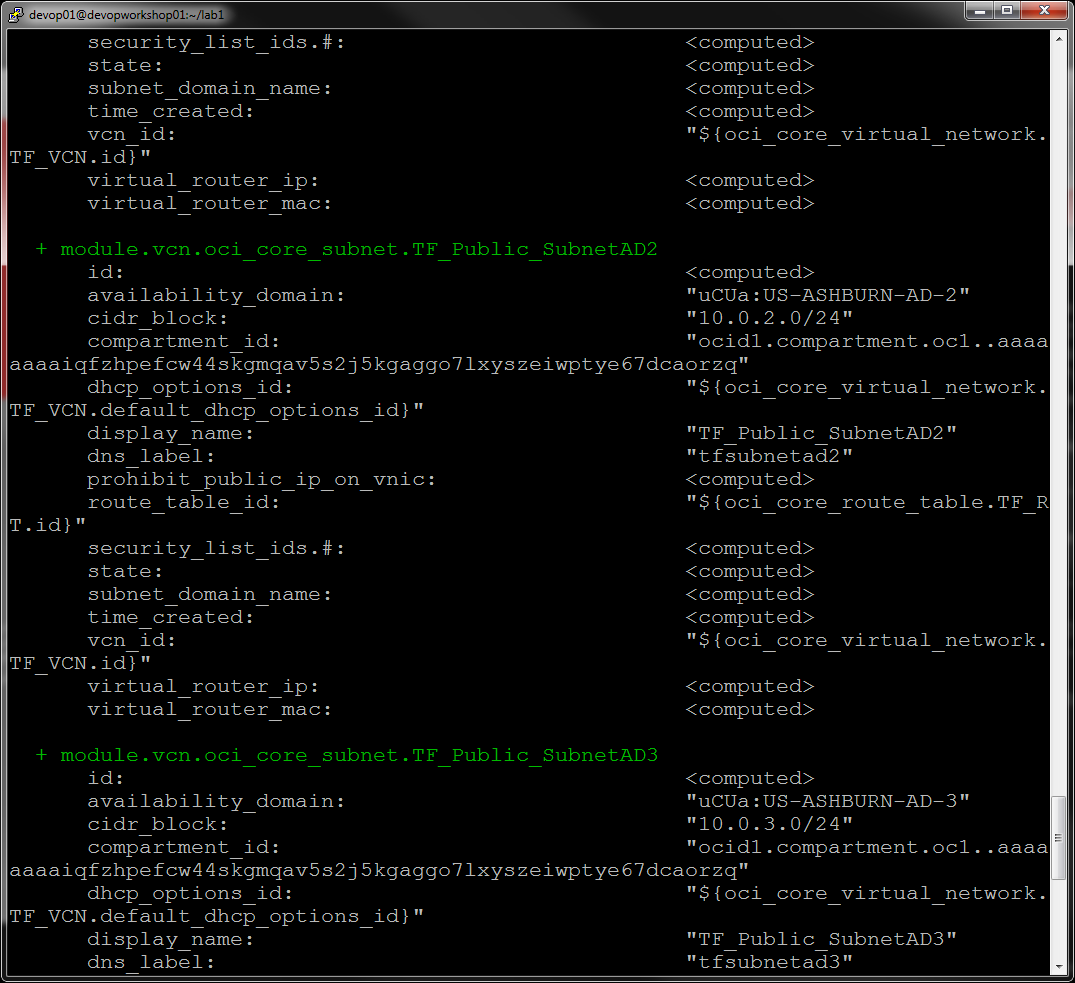 devop01@devopworkshop01:~/lab1
security_list_ids.#: <computed>
state: <computed>
subnet_domain_name: <computed>
time_created: <computed>
vcn_id: "${oci_core_virtual_network.
TF_VCN.id}"
virtual_router_ip: <computed>
virtual_router_mac: <computed>
+ module.vcn.oci_core_subnet.TF_Public_SubnetAD2
id: <computed>
availability_domain: "uCUa:US-ASHBURN-AD-2"
cidr_block: "10.0.2.0/24"
compartment_id: "ocid1.compartment.oc1..aaaa
aaaaiqfzhpefcw44skgmqav5s2j5kgaggo7lxyszeiwptye67dcaorzq"
dhcp_options_id: "${oci_core_virtual_network.
TF_VCN.default_dhcp_options_id}"
display_name: "TF_Public_SubnetAD2"
dns_label: "tfsubnetad2"
prohibit_public_ip_on_vnic: <computed>
route_table_id: "${oci_core_route_table.TF_R
T.id}"
security_list_ids.#: <computed>
state: <computed>
subnet_domain_name: <computed>
time_created: <computed>
vcn_id: "${oci_core_virtual_network.
TF_VCN.id}"
virtual_router_ip: <computed>
virtual_router_mac: <computed>
+ module.vcn.oci_core_subnet.TF_Public_SubnetAD3
id: <computed>
availability_domain: "uCUa:US-ASHBURN-AD-3"
cidr_block: "10.0.3.0/24"
compartment_id: "ocid1.compartment.oc1..aaaa
aaaaiqfzhpefcw44skgmqav5s2j5kgaggo7lxyszeiwptye67dcaorzq"
dhcp_options_id: "${oci_core_virtual_network.
TF_VCN.default_dhcp_options_id}"
display_name: "TF_Public_SubnetAD3"
dns_label: "tfsubnetad3"